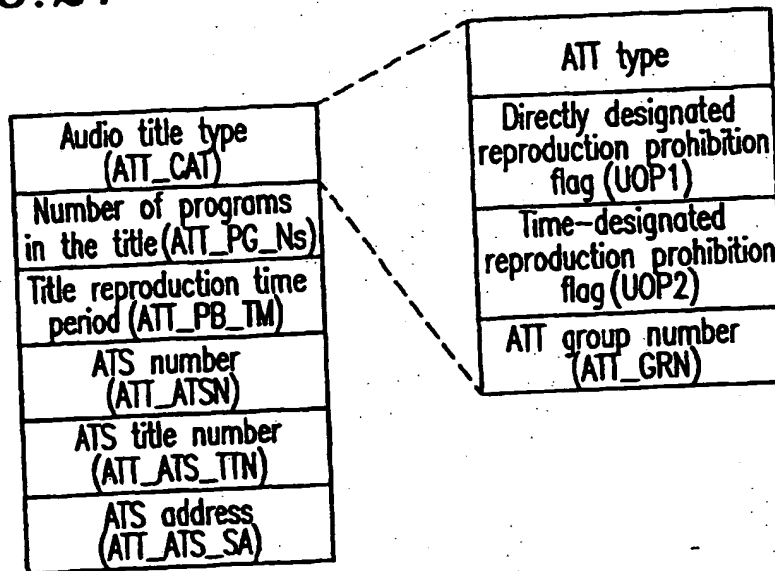 Audio title type
(ATT_CAT)
Number of programs
in the title (ATT_PG_Ns)
Title reproduction time
period (ATT_PB_TM)
ATS number
(ATT_ATSN)
ATS title number
(ATT_ATS_TTN)
ATS address
(ATT_ATS_SA)
ATT type
Directly designated
reproduction prohibition
flag (UOP1)
Time-designated
reproduction prohibition
flag (UOP2)
ATT group number
(ATT_GRN)